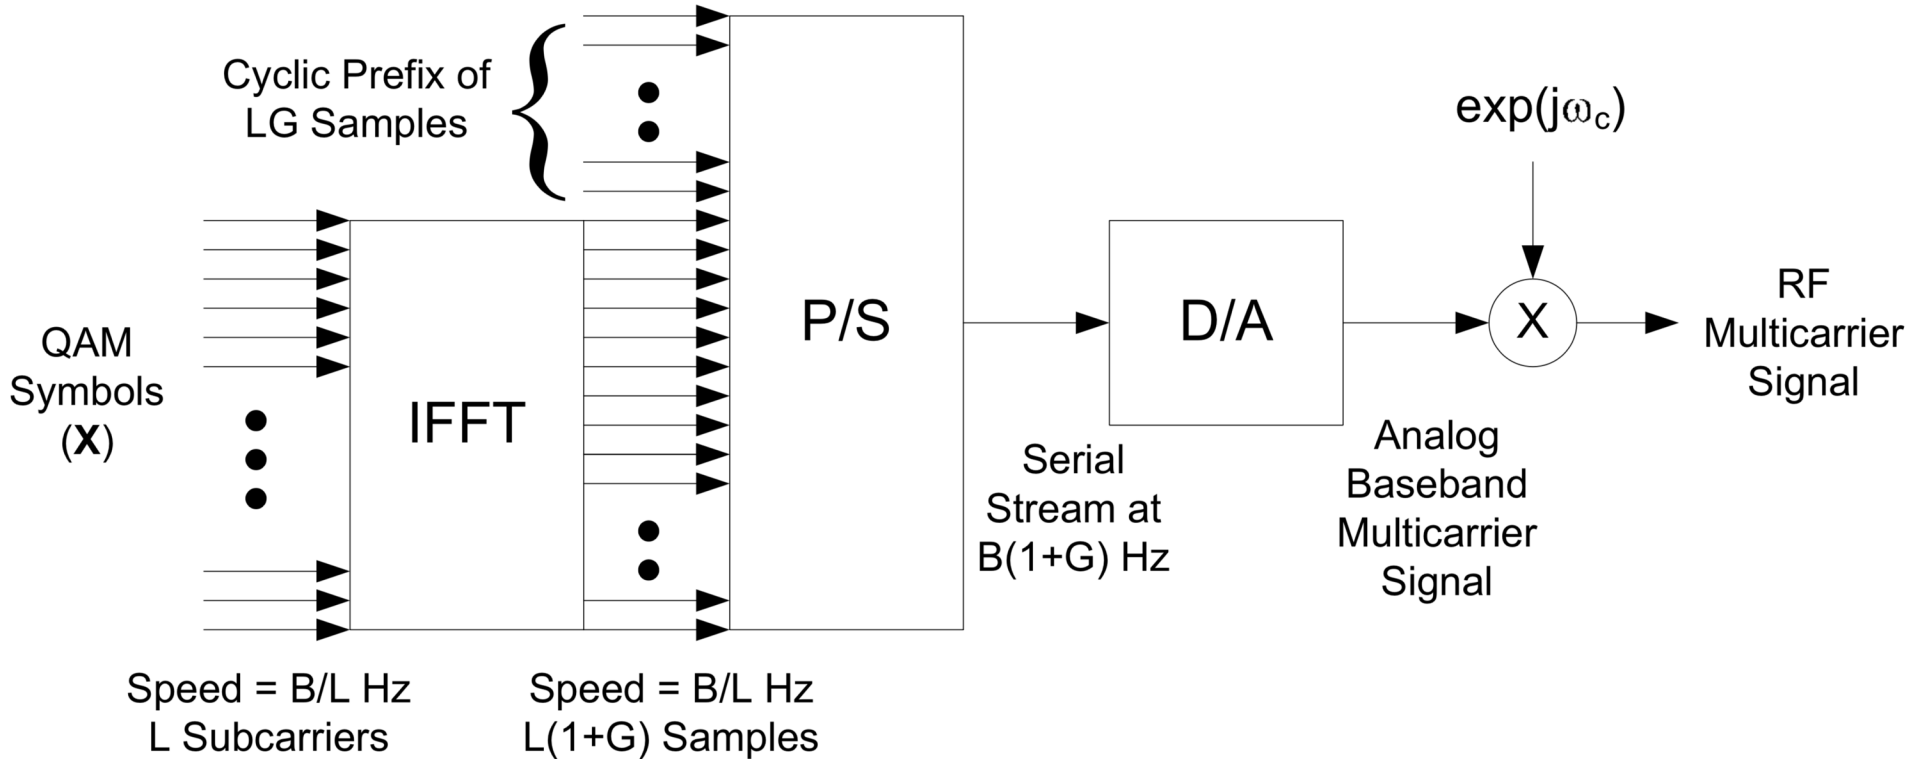 Cyclic Prefix of
LG Samples
exp(jω_c)
QAM
Symbols
(X)
IFFT
P/S
D/A
X
RF
Multicarrier
Signal
Serial
Stream at
B(1+G) Hz
Analog
Baseband
Multicarrier
Signal
Speed = B/L Hz
L Subcarriers
Speed = B/L Hz
L(1+G) Samples